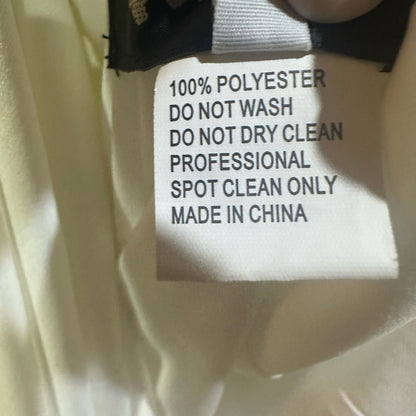 100% POLYESTER
DO NOT WASH
DO NOT DRY CLEAN
PROFESSIONAL
SPOT CLEAN ONLY
MADE IN CHINA